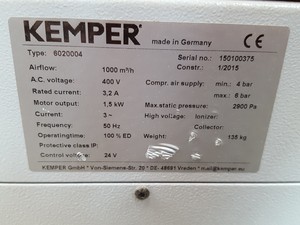 KEMPER made in Germany CE
Type: 6020004 Serial no.: 150100375
Constr.: 1/2015
Airflow: 1000 m³/h
A.C. voltage: 400 V Compr. air supply: min.: 4 bar
Rated current: 3,2 A max.: 6 bar
Motor output: 1,5 kW Max.static pressure: 2900 Pa
Current: 3 ~ High voltage: Ionizer:
Frequency: 50 Hz Collector:
Operatingtime: 100 % ED Weight: 135 kg
Protective class IP:
Control voltage: 24 V
KEMPER GmbH * Von-Siemens-Str. 20 * DE- 48691 Vreden * mail@kemper.eu